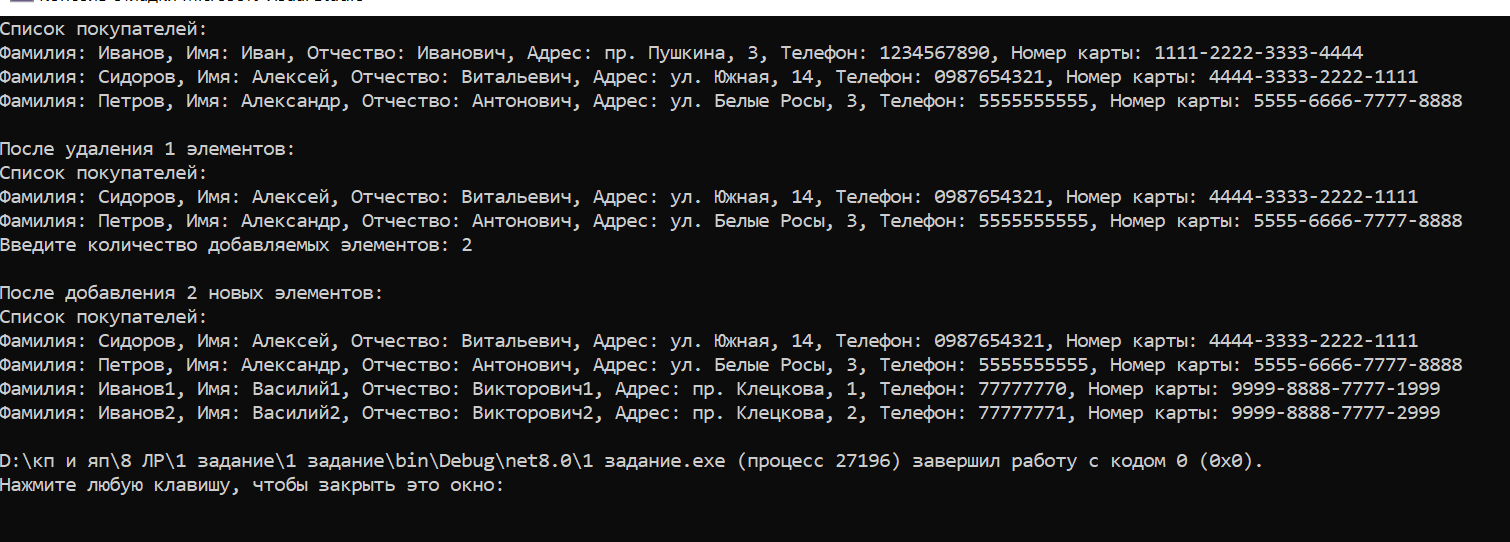 Список покупателей:
Фамилия: Иванов, Имя: Иван, Отчество: Иванович, Адрес: пр. Пушкина, 3, Телефон: 1234567890, Номер карты: 1111-2222-3333-4444
Фамилия: Сидоров, Имя: Алексей, Отчество: Витальевич, Адрес: ул. Южная, 14, Телефон: 0987654321, Номер карты: 4444-3333-2222-1111
Фамилия: Петров, Имя: Александр, Отчество: Антонович, Адрес: ул. Белые Росы, 3, Телефон: 5555555555, Номер карты: 5555-6666-7777-8888
После удаления 1 элементов:
Список покупателей:
Фамилия: Сидоров, Имя: Алексей, Отчество: Витальевич, Адрес: ул. Южная, 14, Телефон: 0987654321, Номер карты: 4444-3333-2222-1111
Фамилия: Петров, Имя: Александр, Отчество: Антонович, Адрес: ул. Белые Росы, 3, Телефон: 5555555555, Номер карты: 5555-6666-7777-8888
Введите количество добавляемых элементов: 2
После добавления 2 новых элементов:
Список покупателей:
Фамилия: Сидоров, Имя: Алексей, Отчество: Витальевич, Адрес: ул. Южная, 14, Телефон: 0987654321, Номер карты: 4444-3333-2222-1111
Фамилия: Петров, Имя: Александр, Отчество: Антонович, Адрес: ул. Белые Росы, 3, Телефон: 5555555555, Номер карты: 5555-6666-7777-8888
Фамилия: Иванов1, Имя: Василий1, Отчество: Викторович1, Адрес: пр. Клецкова, 1, Телефон: 77777770, Номер карты: 9999-8888-7777-1999
Фамилия: Иванов2, Имя: Василий2, Отчество: Викторович2, Адрес: пр. Клецкова, 2, Телефон: 77777771, Номер карты: 9999-8888-7777-2999
D:\кп и яп\8 ЛР\1 задание\1 задание\bin\Debug\net8.0\1 задание.exe (процесс 27196) завершил работу с кодом 0 (0x0).
Нажмите любую клавишу, чтобы закрыть это окно: